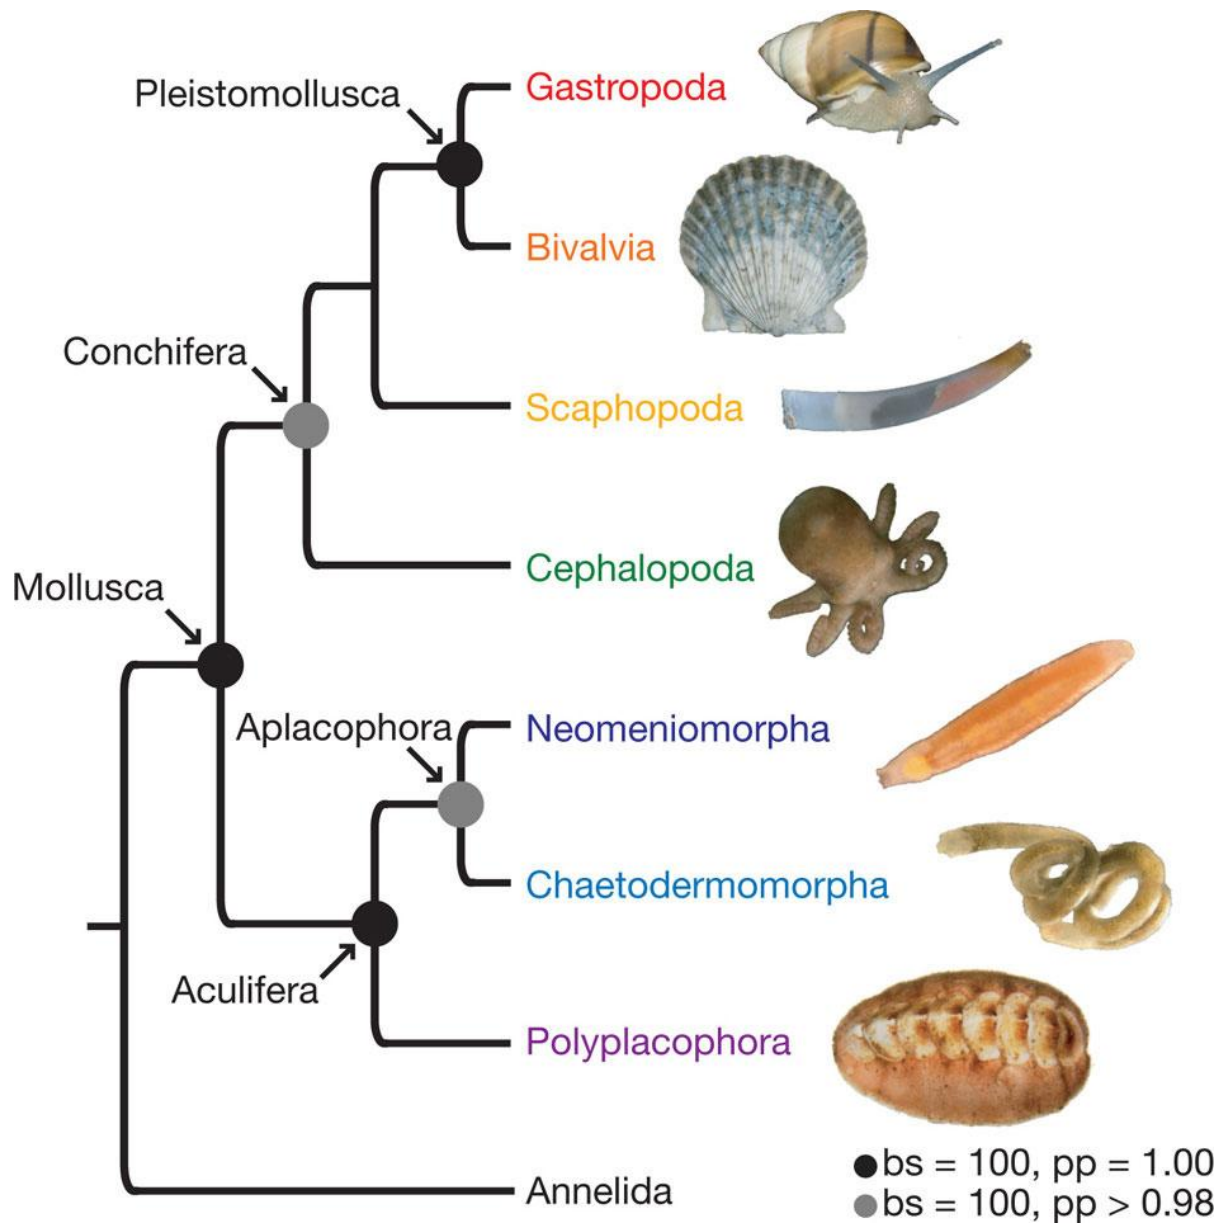 Pleistomollusca
Gastropoda
Bivalvia
Conchifera
Scaphopoda
Cephalopoda
Mollusca
Aplacophora
Neomeniomorpha
Chaetodermomorpha
Aculifera
Polyplacophora
Annelida
bs = 100, pp = 1.00
bs = 100, pp > 0.98